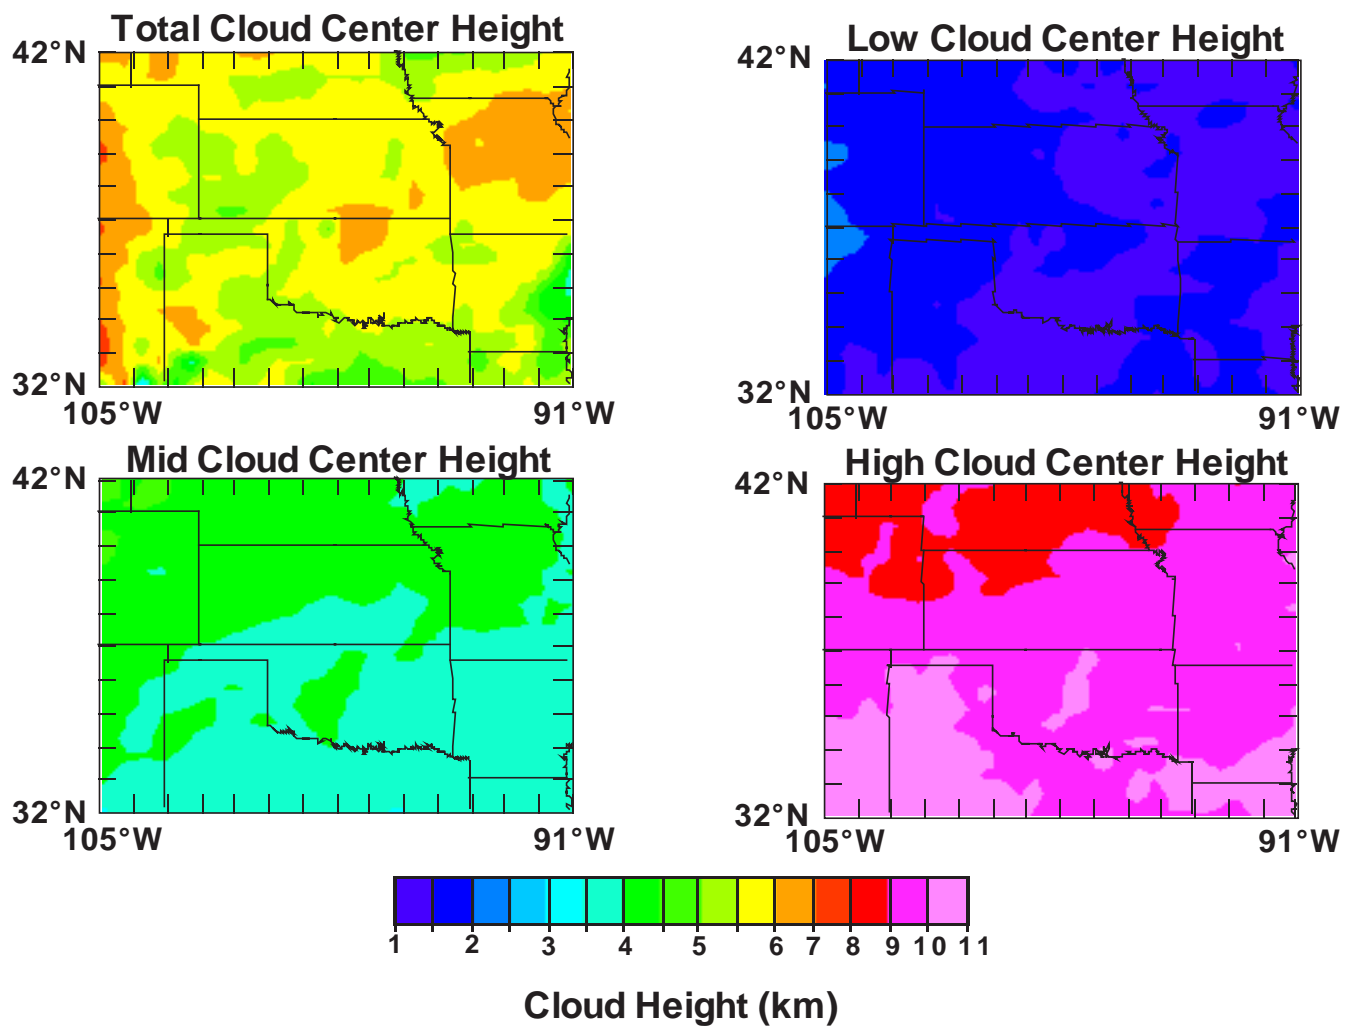 Total Cloud Center Height
42°N
32°N
105°W 91°W
Low Cloud Center Height
42°N
32°N
105°W 91°W
Mid Cloud Center Height
42°N
32°N
105°W 91°W
High Cloud Center Height
42°N
32°N
105°W 91°W
1 2 3 4 5 6 7 8 9 10 11
Cloud Height (km)